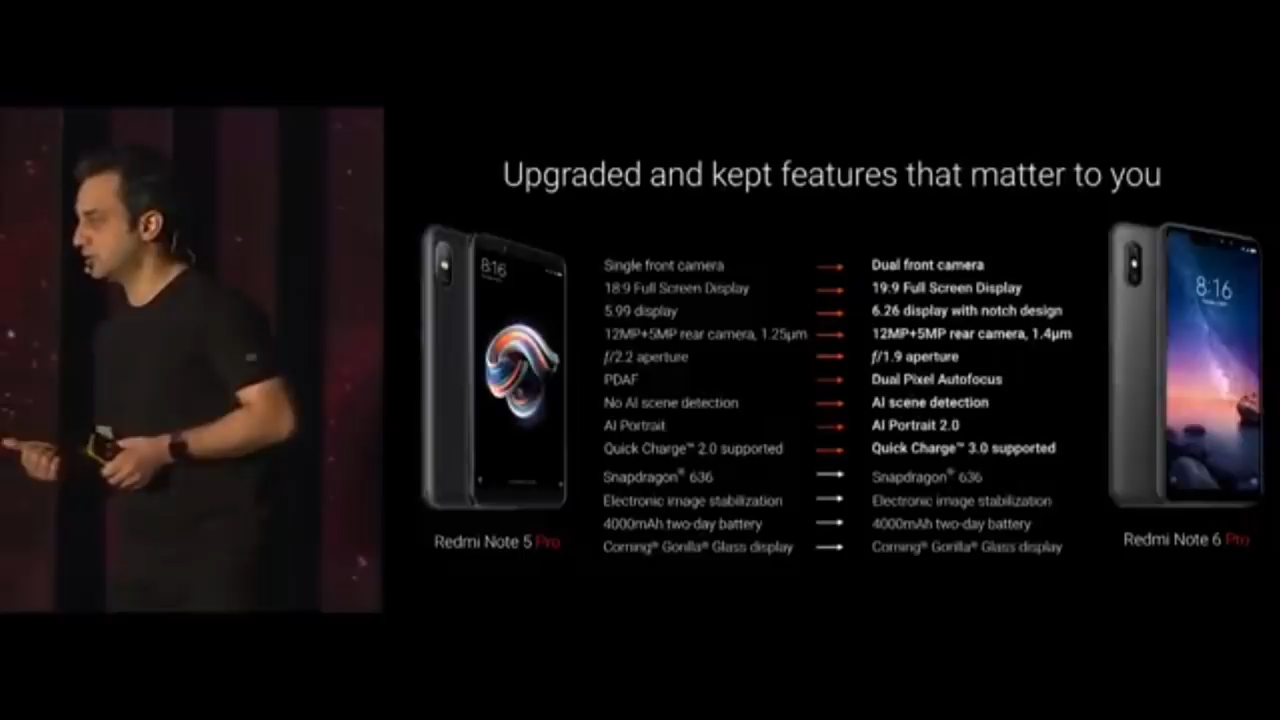 Upgraded and kept features that matter to you
8:16
8:16
Single front camera → Dual front camera
18:9 Full Screen Display → 19:9 Full Screen Display
5.99 display → 6.26 display with notch design
12MP+5MP rear camera, 1.25µm → 12MP+5MP rear camera, 1.4µm
f/2.2 aperture → f/1.9 aperture
PDAF → Dual Pixel Autofocus
No AI scene detection → AI scene detection
AI Portrait → AI Portrait 2.0
Quick Charge™ 2.0 supported → Quick Charge™ 3.0 supported
Snapdragon® 636 → Snapdragon® 636
Electronic image stabilization → Electronic image stabilization
4000mAh two-day battery → 4000mAh two-day battery
Corning® Gorilla® Glass display → Corning® Gorilla® Glass display
Redmi Note 5 Pro
Redmi Note 6 Pro